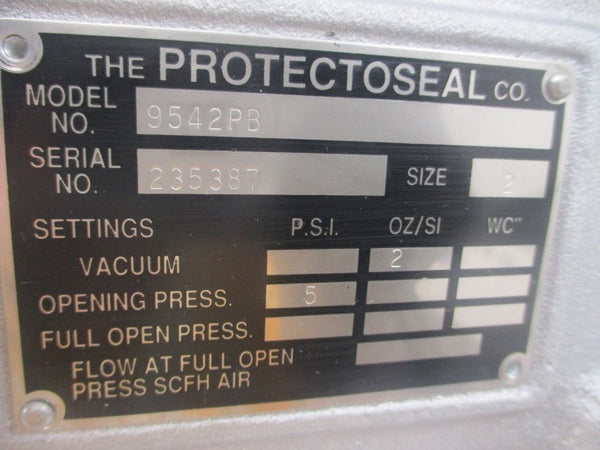 THE PROTECTOSEAL CO.
MODEL NO. 9542PB
SERIAL NO. 235387 SIZE 2
SETTINGS P.S.I. OZ/SI WC"
VACUUM 2
OPENING PRESS. 5
FULL OPEN PRESS.
FLOW AT FULL OPEN
PRESS SCFH AIR